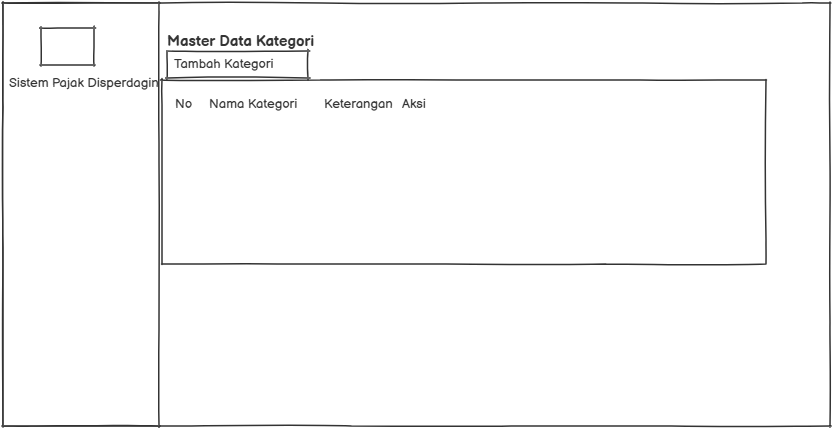 Master Data Kategori
Tambah Kategori
Sistem Pajak Disperdagin
No Nama Kategori Keterangan Aksi